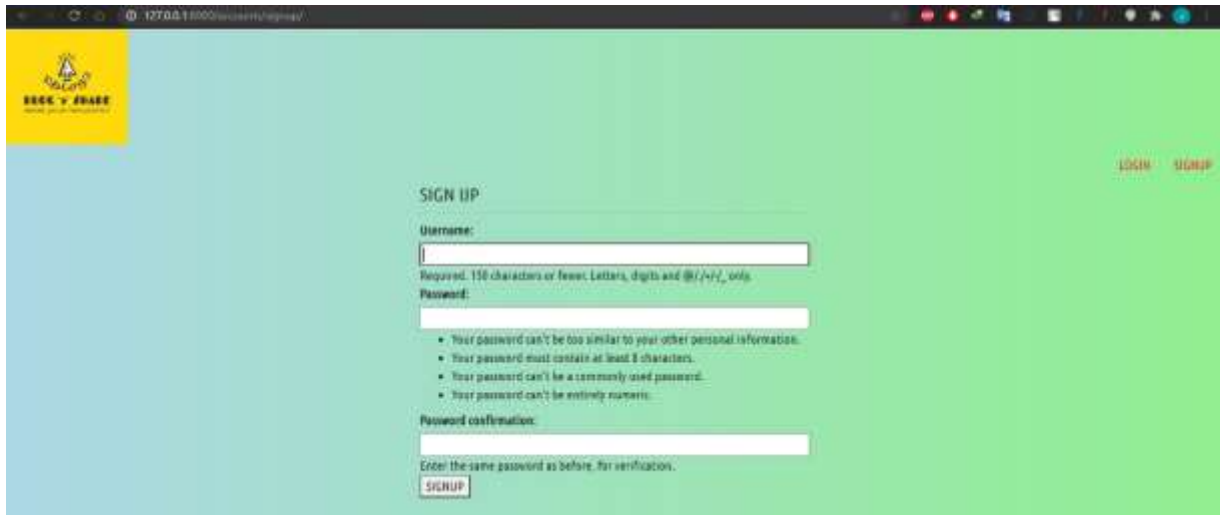 127.0.0.1:8000/accounts/signup/
BOOK & SHARE
LOGIN SIGNUP
SIGN UP
Username:
Required. 150 characters or fewer. Letters, digits and @/./+/-/_ only.
Password:
Your password can't be too similar to your other personal information.
Your password must contain at least 8 characters.
Your password can't be a commonly used password.
Your password can't be entirely numeric.
Password confirmation:
Enter the same password as before, for verification.
SIGNUP